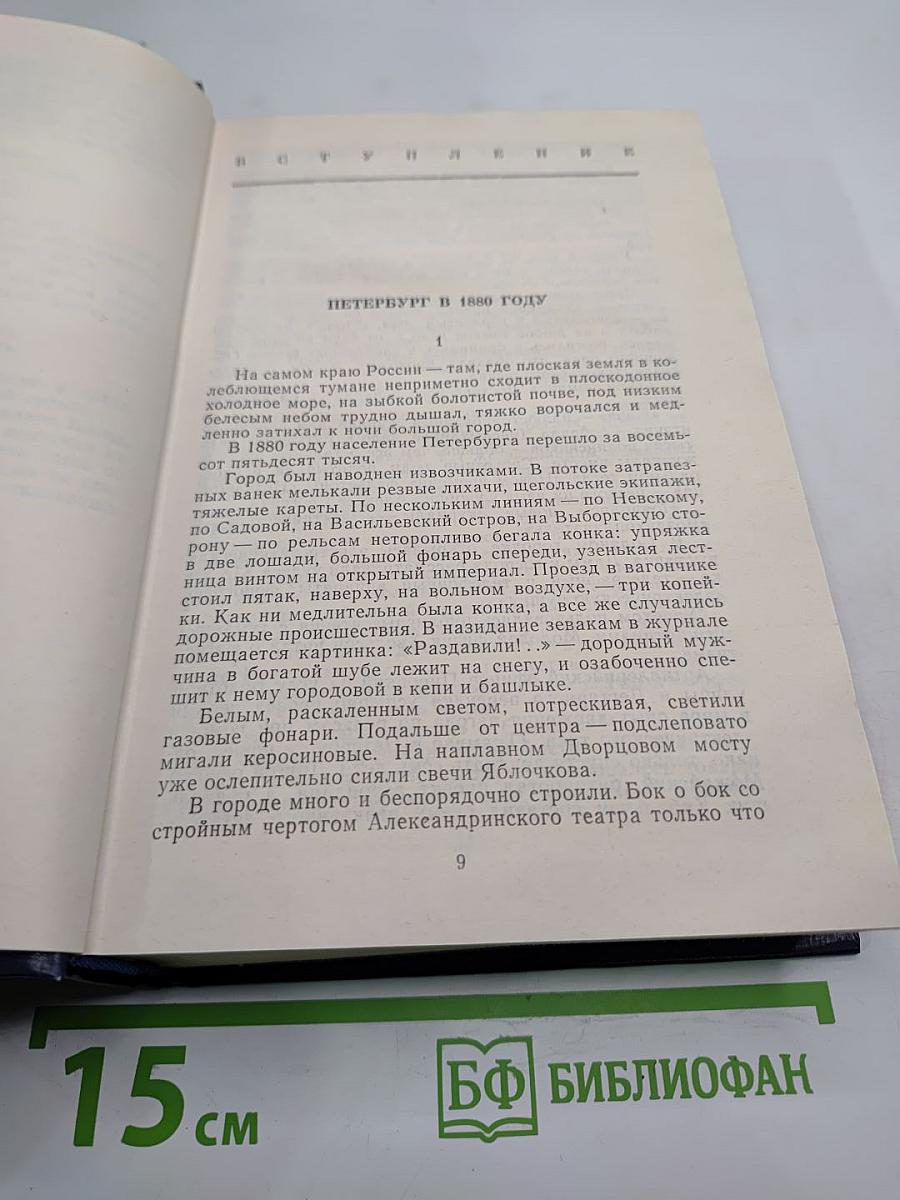 ВСТУПЛЕНИЕ
ПЕТЕРБУРГ В 1880 ГОДУ
1
На самом краю России — там, где плоская земля в ко-
леблющемся тумане неприметно сходит в плоскодонное
холодное море, на зыбкой болотистой почве, под низким
белесым небом трудно дышал, тяжко ворочался и мед-
ленно затихал к ночи большой город.
В 1880 году население Петербурга перешло за восемь-
сот пятьдесят тысяч.
Город был наводнен извозчиками. В потоке затрапез-
ных ванек мелькали резвые лихачи, щегольские экипажи,
тяжелые кареты. По нескольким линиям — по Невскому,
по Садовой, на Васильевский остров, на Выборгскую сто-
рону — по рельсам неторопливо бегала конка: упряжка
в две лошади, большой фонарь спереди, узенькая лест-
ница винтом на открытый империал. Проезд в вагончике
стоил пятак, наверху, на вольном воздухе, — три копей-
ки. Как ни медлительна была конка, а все же случались
дорожные происшествия. В назидание зевакам в журнале
помещается картинка: «Раздавили!..» — дородный муж-
чина в богатой шубе лежит на снегу, и озабоченно спе-
шит к нему городовой в кепи и башлыке.
Белым, раскаленным светом, потрескивая, светили
газовые фонари. Подальше от центра — подслеповато
мигали керосиновые. На наплавном Дворцовом мосту
уже ослепительно сияли свечи Яблочкова.
В городе много и беспорядочно строили. Бок о бок со
стройным чертогом Александринского театра только что
9
15 см
БФ БИБЛИОФАН